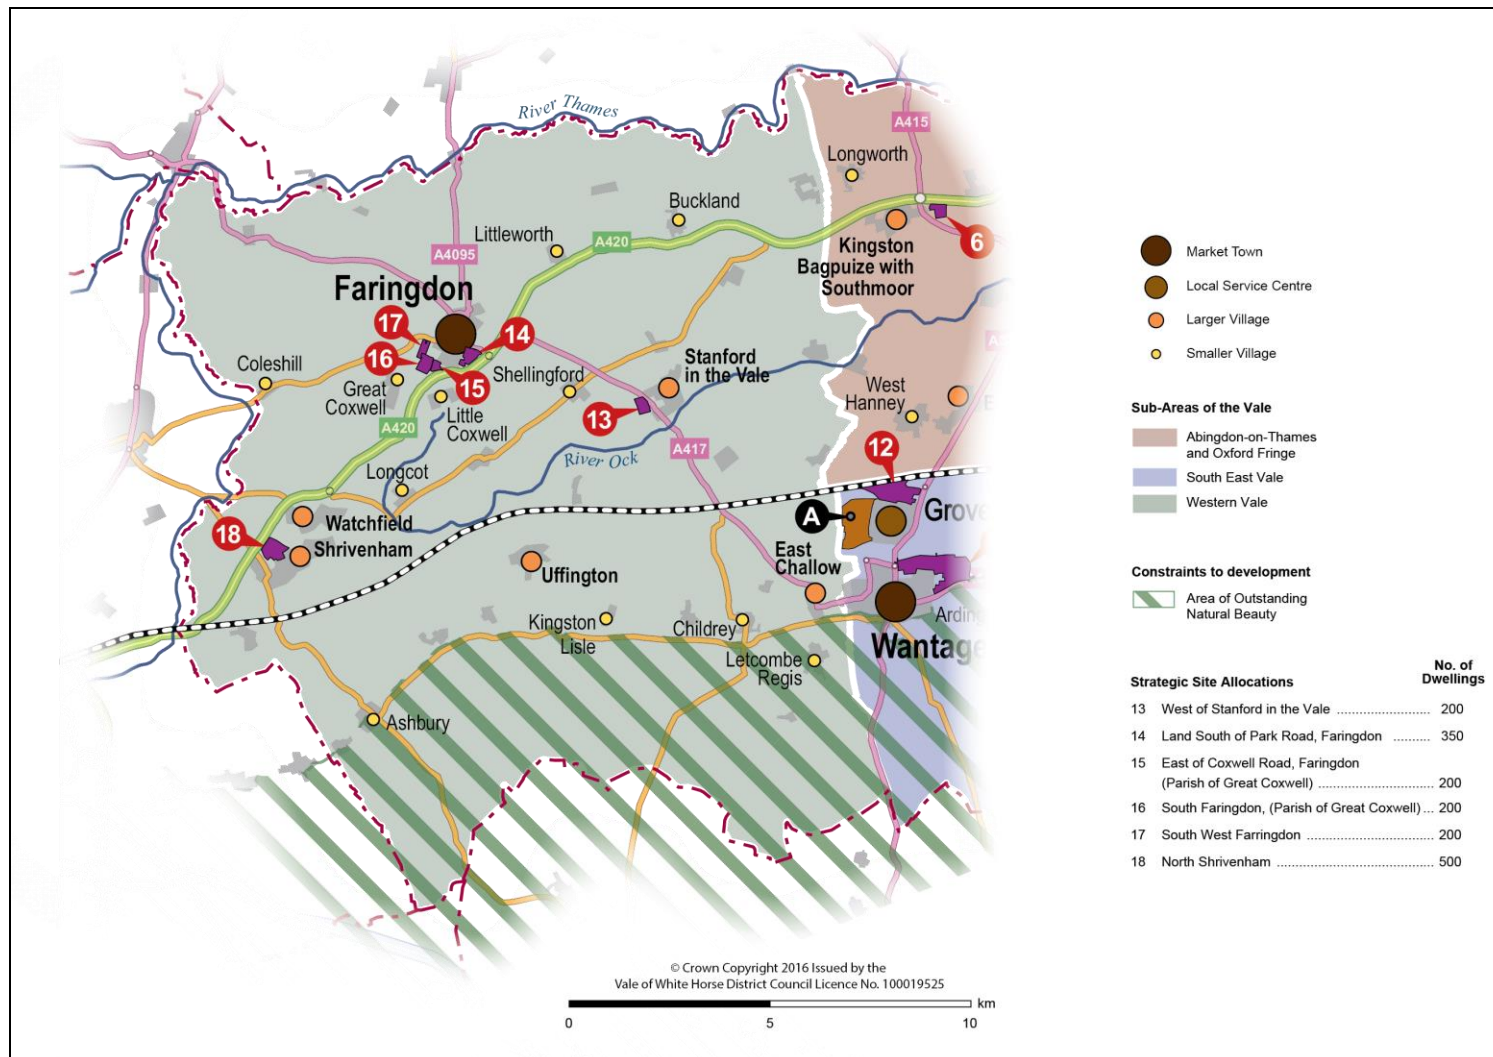 River Thames
A415
Longworth
Buckland
Littleworth
A4095
A420
6
Kingston
Bagpuize with
Southmoor
Faringdon
17
14
16
15
Coleshill
Great
Coxwell
Shellingford
Stanford
in the Vale
West
Hanney
Little
Coxwell
13
A420
A417
River Ock
12
Longcot
A
Grove
Watchfield
18
Shrivenham
East
Challow
Uffington
Kingston
Lisle
Childrey
Wantage
Letcombe
Regis
Ashbury
Market Town
Local Service Centre
Larger Village
Smaller Village
Sub-Areas of the Vale
Abingdon-on-Thames
and Oxford Fringe
South East Vale
Western Vale
Constraints to development
Area of Outstanding
Natural Beauty
Strategic Site Allocations
No. of
Dwellings
13 West of Stanford in the Vale ........................... 200
14 Land South of Park Road, Faringdon .......... 350
15 East of Coxwell Road, Faringdon
(Parish of Great Coxwell) ................................. 200
16 South Faringdon, (Parish of Great Coxwell) ... 200
17 South West Farringdon .................................... 200
18 North Shrivenham ............................................. 500
© Crown Copyright 2016 Issued by the
Vale of White Horse District Council Licence No. 100019525
km
0 5 10